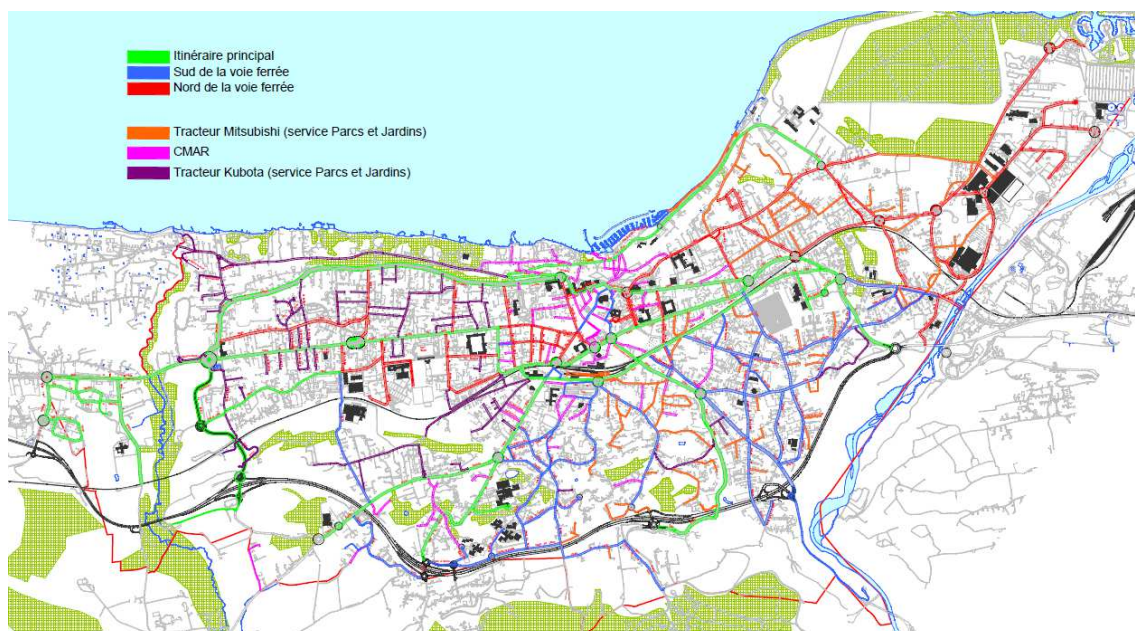 Itinéraire principal
Sud de la voie ferrée
Nord de la voie ferrée
Tracteur Mitsubishi (service Parcs et Jardins)
CMAR
Tracteur Kubota (service Parcs et Jardins)